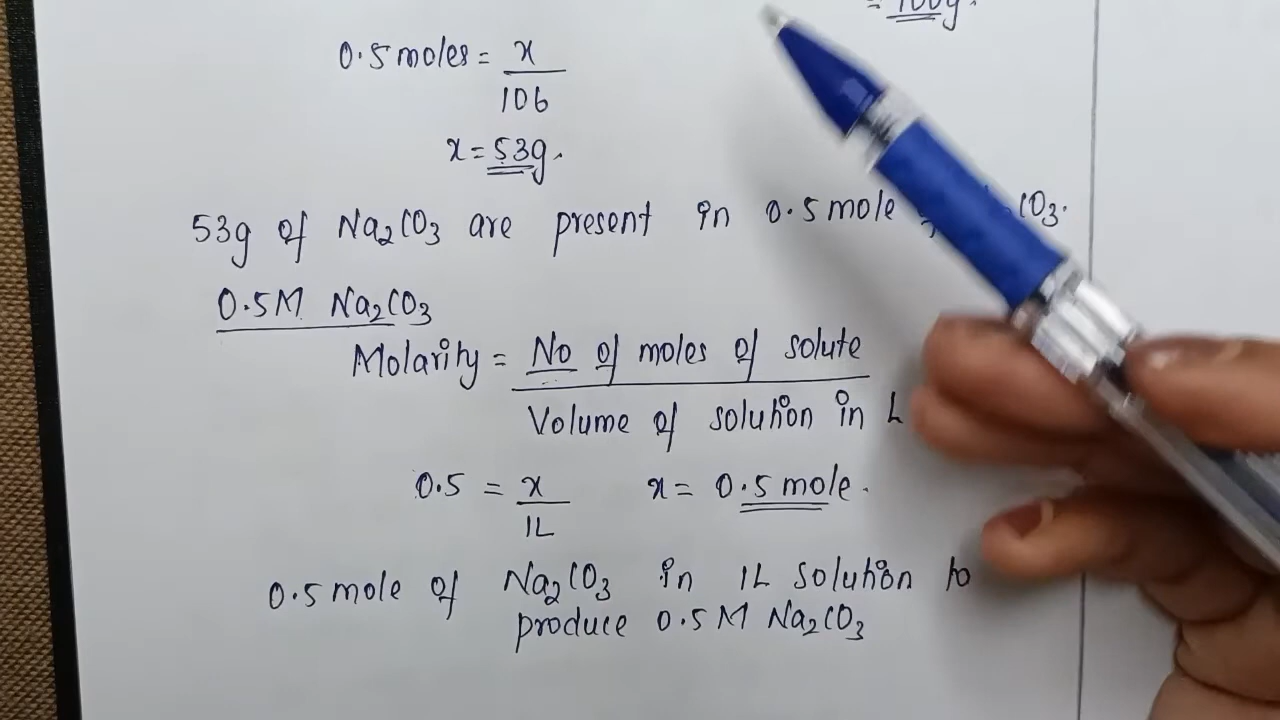 0.5 moles = x
106
x = 53g.
53g of Na2CO3 are present in 0.5 mole CO3.
0.5M Na2CO3
Molarity = No of moles of solute
Volume of solution in L
0.5 = x x = 0.5 mole.
1L
0.5 mole of Na2CO3 in 1L solution to
produce 0.5 M Na2CO3